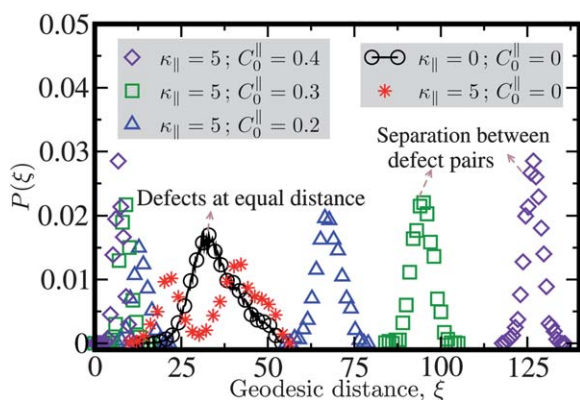 0.05
0.04
0.03
0.02
0.01
0
P(ξ)
κ∥ = 5 ; C₀∥ = 0.4
κ∥ = 5 ; C₀∥ = 0.3
κ∥ = 5 ; C₀∥ = 0.2
κ∥ = 0 ; C₀∥ = 0
κ∥ = 5 ; C₀∥ = 0
Separation between
defect pairs
Defects at equal distance
0 25 50 75 100 125
Geodesic distance, ξ